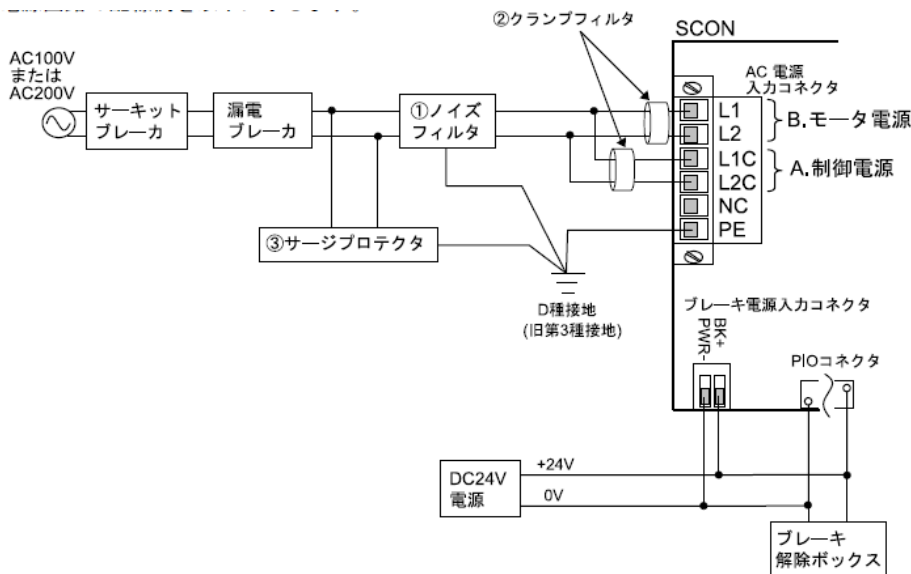 ②クランプフィルタ
SCON
AC100V
または
AC200V
AC 電源
入力コネクタ
サーキット
ブレーカ
漏電
ブレーカ
①ノイズ
フィルタ
L1
L2
B.モータ電源
L1C
L2C
A.制御電源
NC
PE
③サージプロテクタ
D種接地
(旧第3種接地)
ブレーキ電源入力コネクタ
PWR-
BK+
PIOコネクタ
DC24V
電源
+24V
0V
ブレーキ
解除ボックス